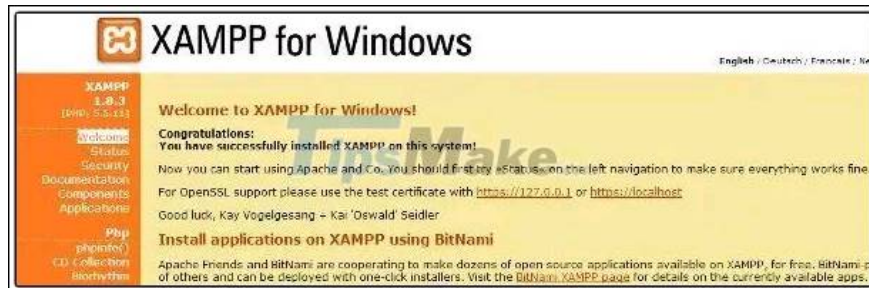 XAMPP for Windows
English / Deutsch / Francais /
XAMPP
1.8.3
[PHP: 5.5.11]
Welcome
Status
Security
Documentation
Components
Applications
Php
phpinfo()
CD Collection
Biorhythm
Welcome to XAMPP for Windows!
Congratulations:
You have successfully installed XAMPP on this system!
Now you can start using Apache and Co. You should first try »Status« on the left navigation to make sure everything works fine.
For OpenSSL support please use the test certificate with https://127.0.0.1 or https://localhost
Good luck, Kay Vogelgesang + Kai 'Oswald' Seidler
Install applications on XAMPP using BitNami
Apache Friends and BitNami are cooperating to make dozens of open source applications available on XAMPP, for free. BitNami-p
of others and can be deployed with one-click installers. Visit the BitNami XAMPP page for details on the currently available apps.
TipsMake